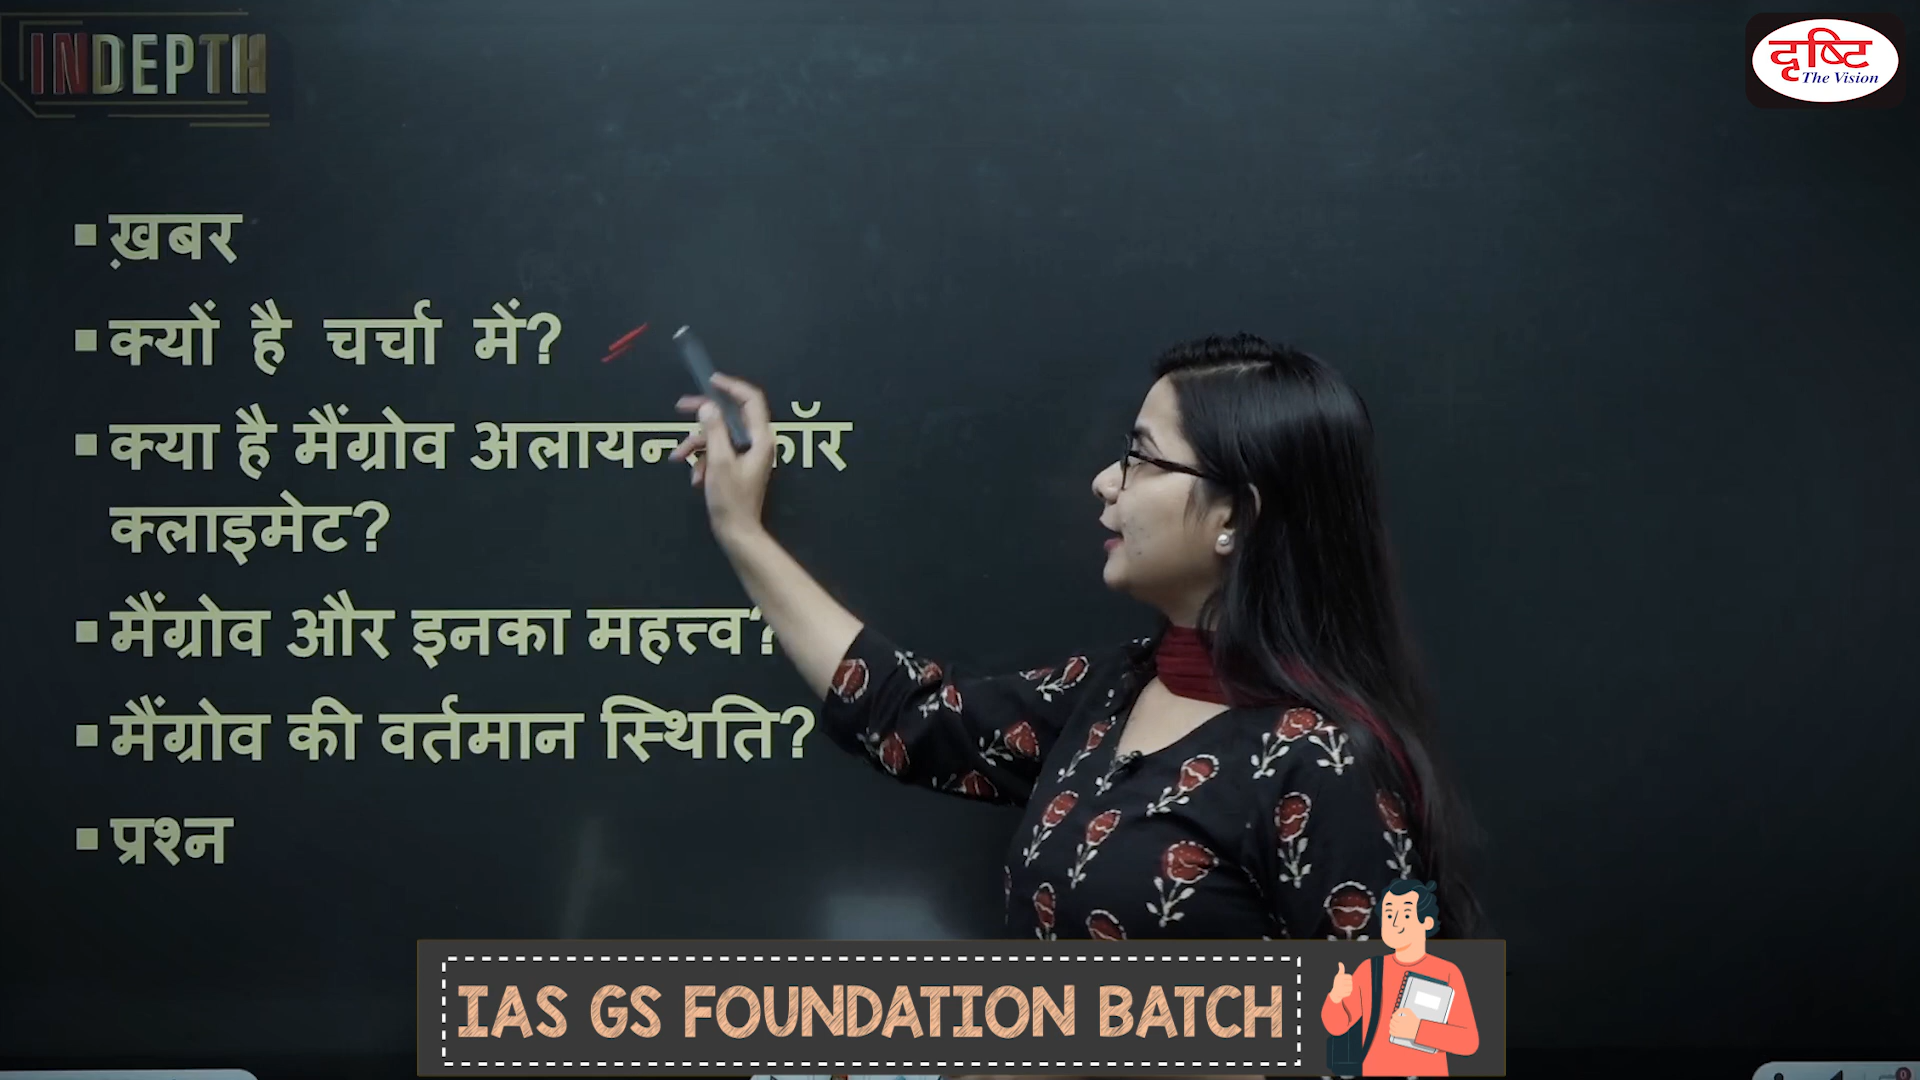 INDEPTH
दृष्टि
The Vision
ख़बर
क्यों है चर्चा में?
क्या है मैंग्रोव अलायन्स फॉर
क्लाइमेट?
मैंग्रोव और इनका महत्त्व?
मैंग्रोव की वर्तमान स्थिति?
प्रश्न
IAS GS FOUNDATION BATCH